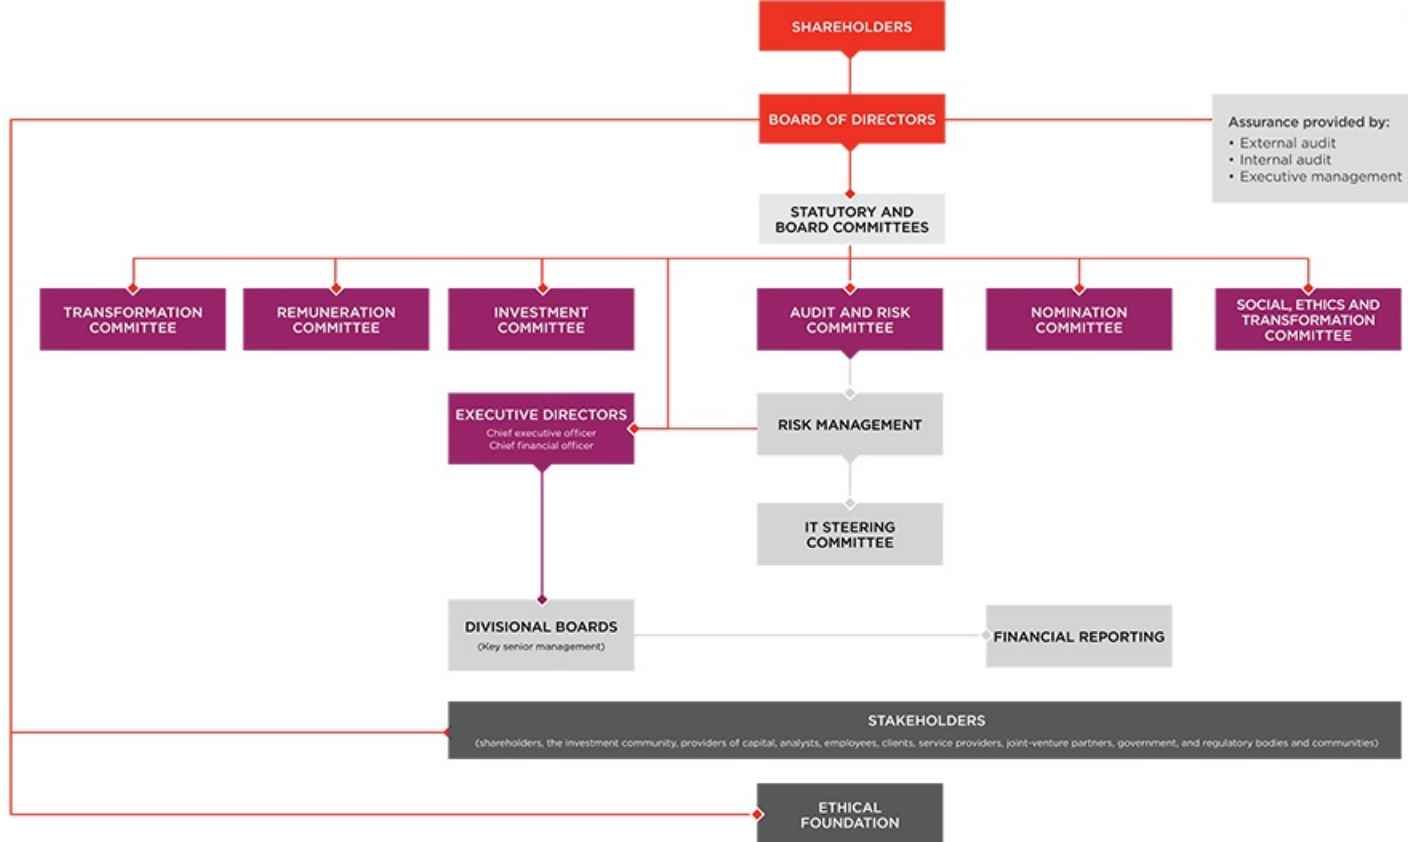 SHAREHOLDERS
BOARD OF DIRECTORS
Assurance provided by:
• External audit
• Internal audit
• Executive management
STATUTORY AND
BOARD COMMITTEES
TRANSFORMATION
COMMITTEE
REMUNERATION
COMMITTEE
INVESTMENT
COMMITTEE
AUDIT AND RISK
COMMITTEE
NOMINATION
COMMITTEE
SOCIAL, ETHICS AND
TRANSFORMATION
COMMITTEE
EXECUTIVE DIRECTORS
Chief executive officer
Chief financial officer
RISK MANAGEMENT
IT STEERING
COMMITTEE
DIVISIONAL BOARDS
(Key senior management)
FINANCIAL REPORTING
STAKEHOLDERS
(shareholders, the investment community, providers of capital, analysts, employees, clients, service providers, joint-venture partners, government, and regulatory bodies and communities)
ETHICAL
FOUNDATION